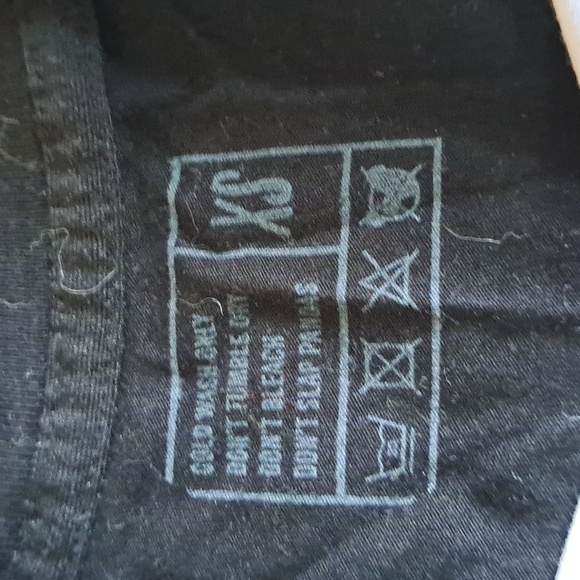 XS
COLD WASH ONLY
DON'T TUMBLE DRY
DON'T BLEACH
DON'T SLAP PANDAS